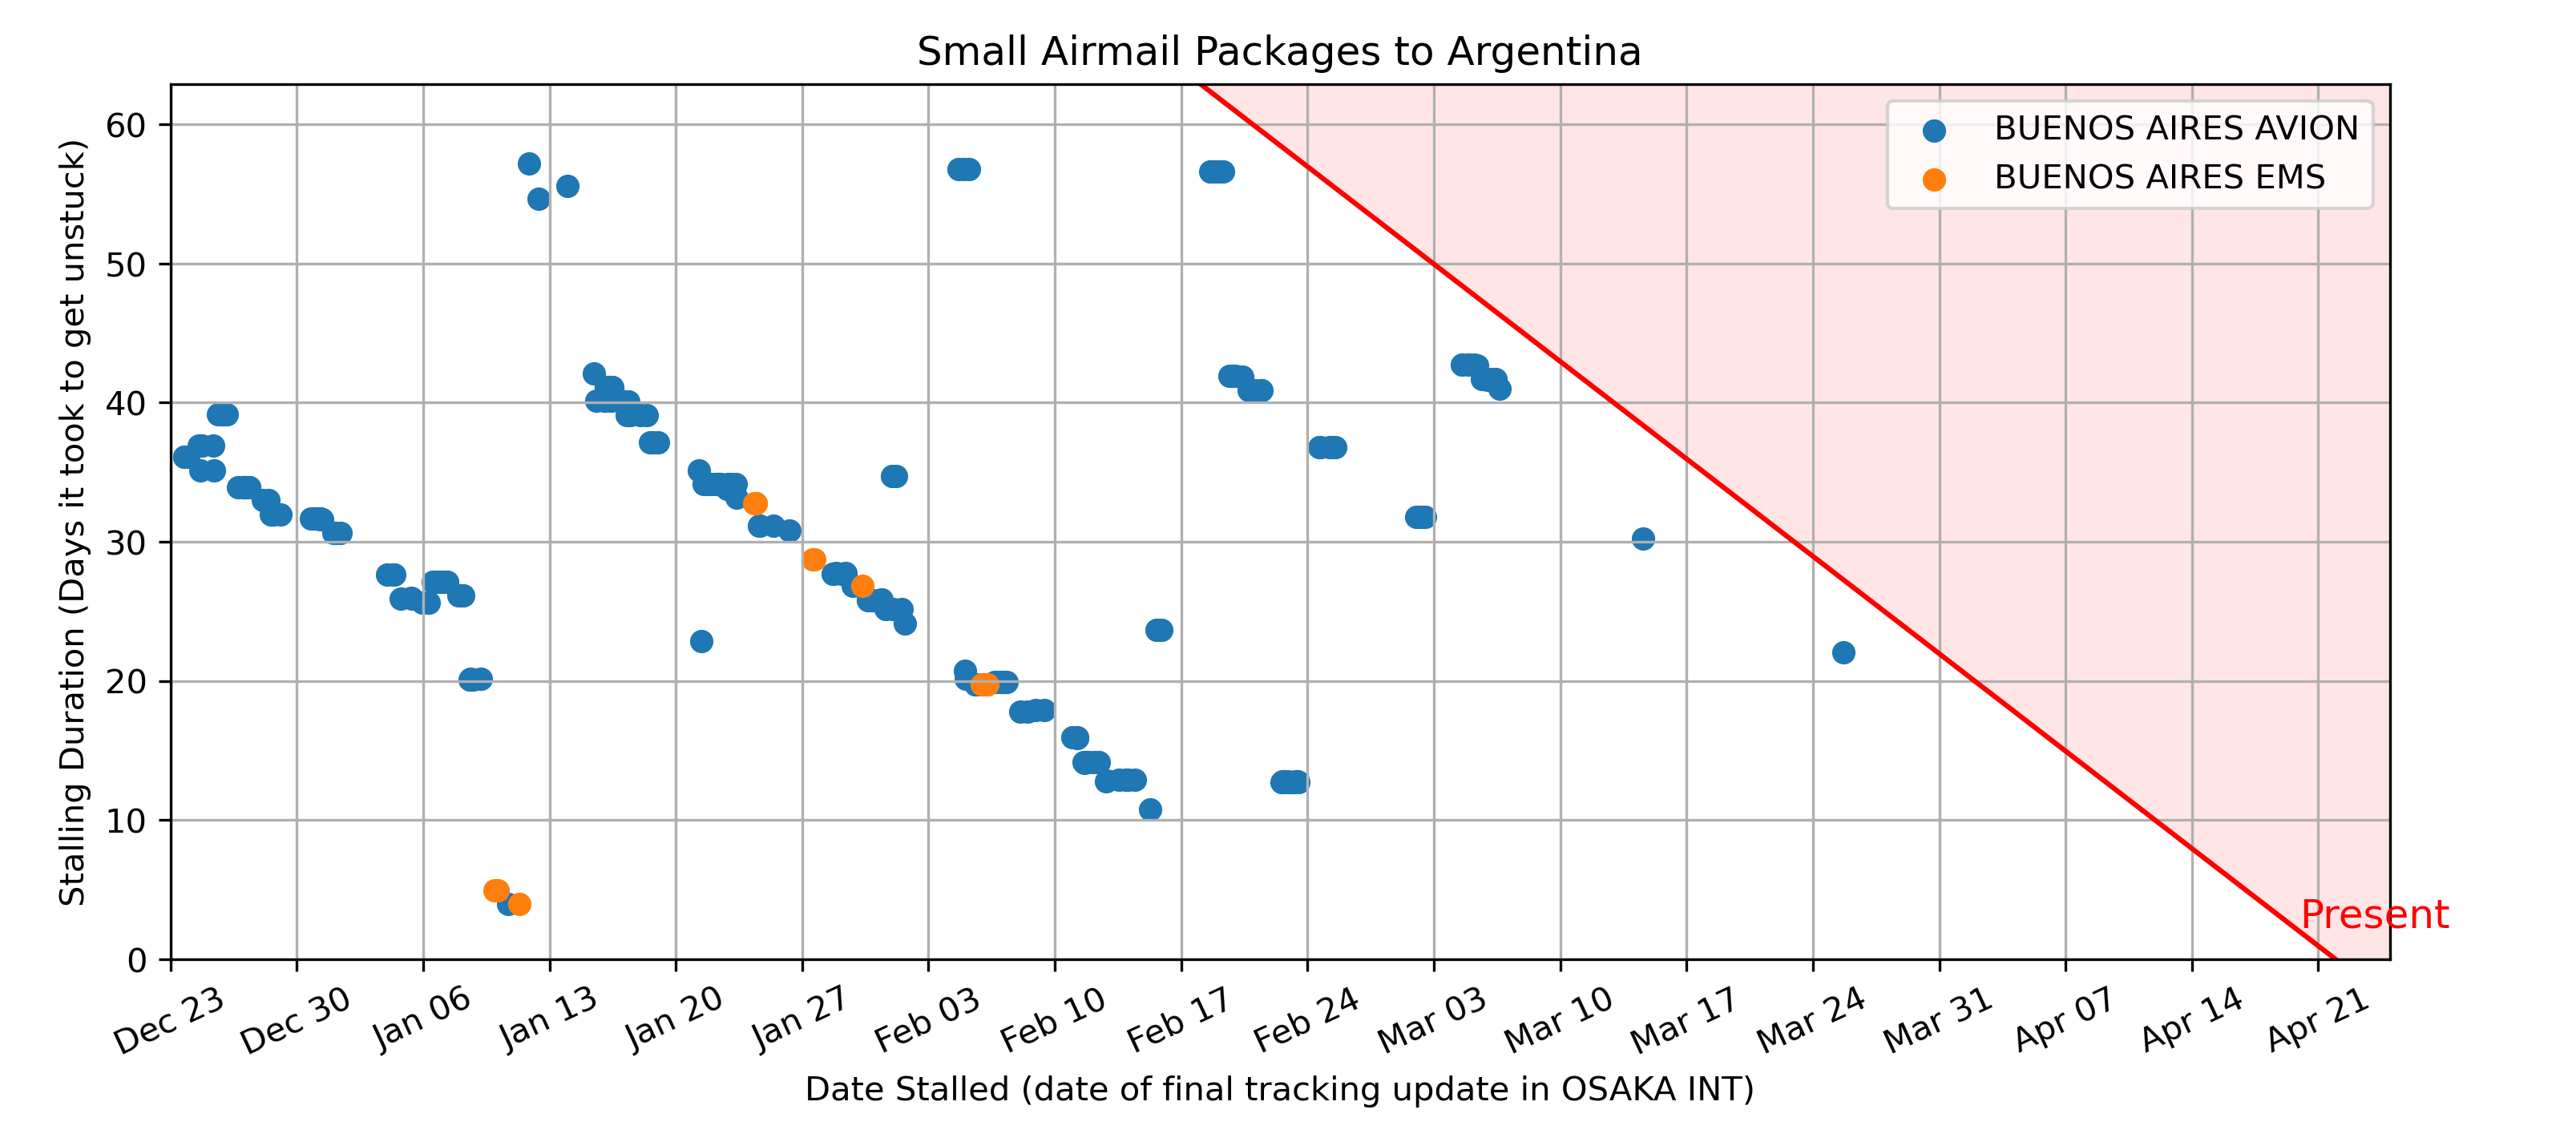 Small Airmail Packages to Argentina
BUENOS AIRES AVION
BUENOS AIRES EMS
Stalling Duration (Days it took to get unstuck)
60
50
40
30
20
10
0
Present
Dec 23
Dec 30
Jan 06
Jan 13
Jan 20
Jan 27
Feb 03
Feb 10
Feb 17
Feb 24
Mar 03
Mar 10
Mar 17
Mar 24
Mar 31
Apr 07
Apr 14
Apr 21
Date Stalled (date of final tracking update in OSAKA INT)